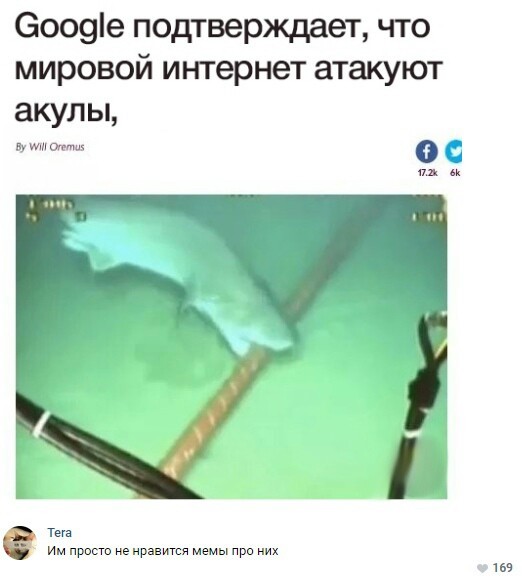 Google подтверждает, что
мировой интернет атакуют
акулы,
By Will Oremus
17.2k 6k
Tera
Им просто не нравится мемы про них
169